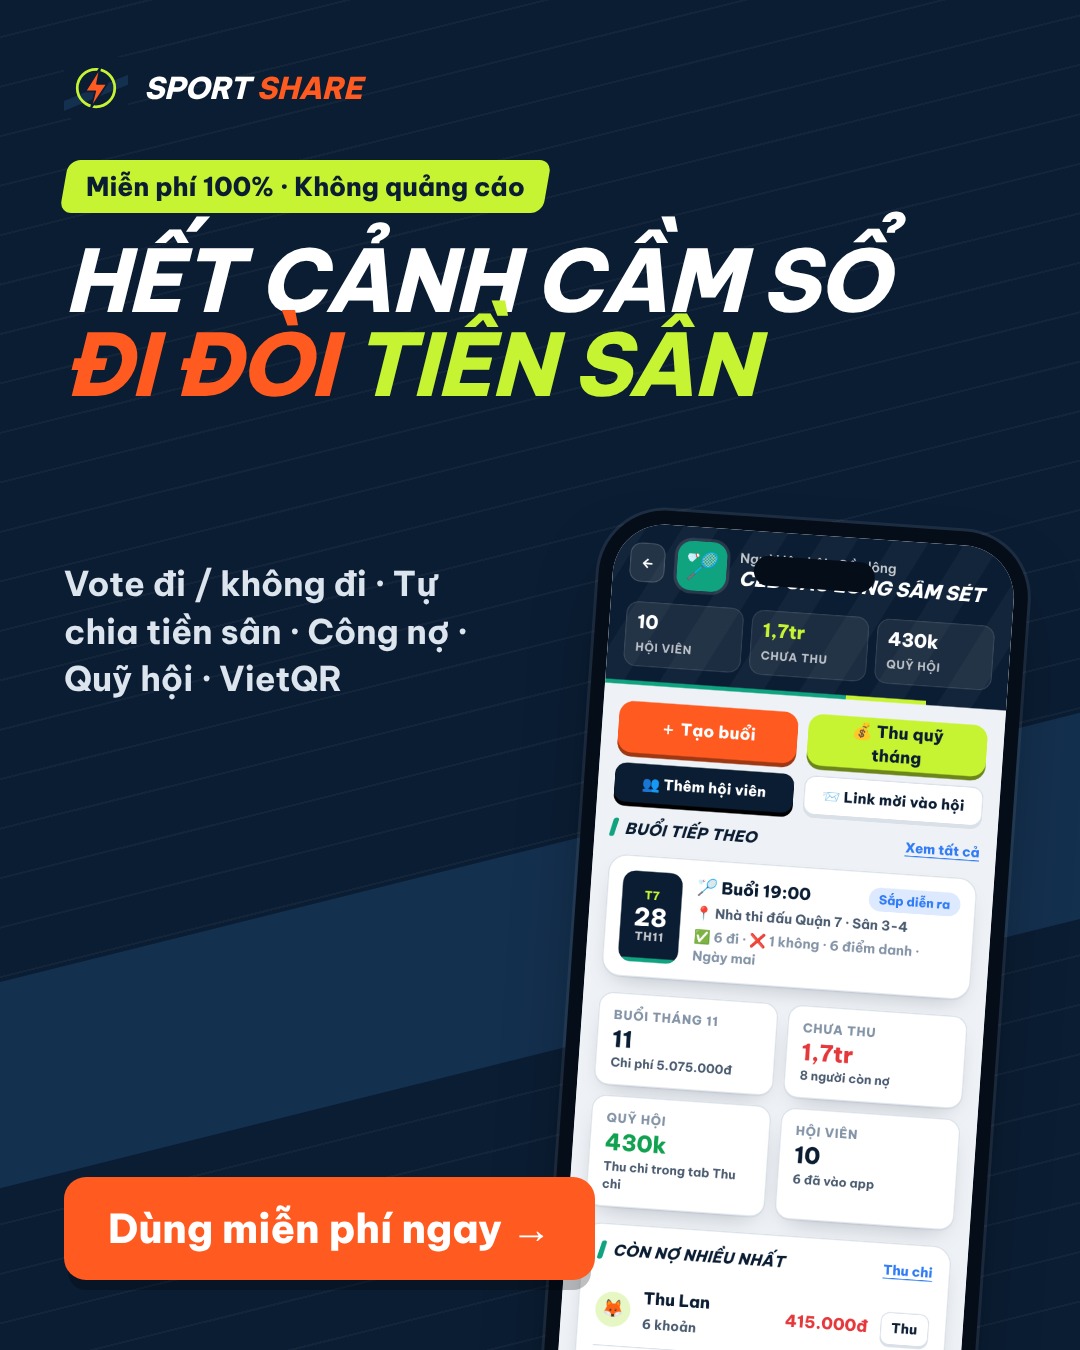 SPORT SHARE
Miễn phí 100% · Không quảng cáo
HẾT CẢNH CẦM SỔ
ĐI ĐÒI TIỀN SÂN
Vote đi / không đi · Tự
chia tiền sân · Công nợ ·
Quỹ hội · VietQR
SẤM SÉT
10
HỘI VIÊN
1,7tr
CHƯA THU
430k
QUỸ HỘI
+ Tạo buổi
💰 Thu quỹ
tháng
👥 Thêm hội viên
📨 Link mời vào hội
BUỔI TIẾP THEO
Xem tất cả
T7
28
TH11
🏸 Buổi 19:00
Sắp diễn ra
📍 Nhà thi đấu Quận 7 · Sân 3-4
✅ 6 đi · ❌ 1 không · 6 điểm danh ·
Ngày mai
BUỔI THÁNG 11
11
Chi phí 5.075.000đ
CHƯA THU
1,7tr
8 người còn nợ
QUỸ HỘI
430k
Thu chi trong tab Thu
chi
HỘI VIÊN
10
6 đã vào app
Dùng miễn phí ngay →
CÒN NỢ NHIỀU NHẤT
Thu chi
Thu Lan
6 khoản
415.000đ
Thu